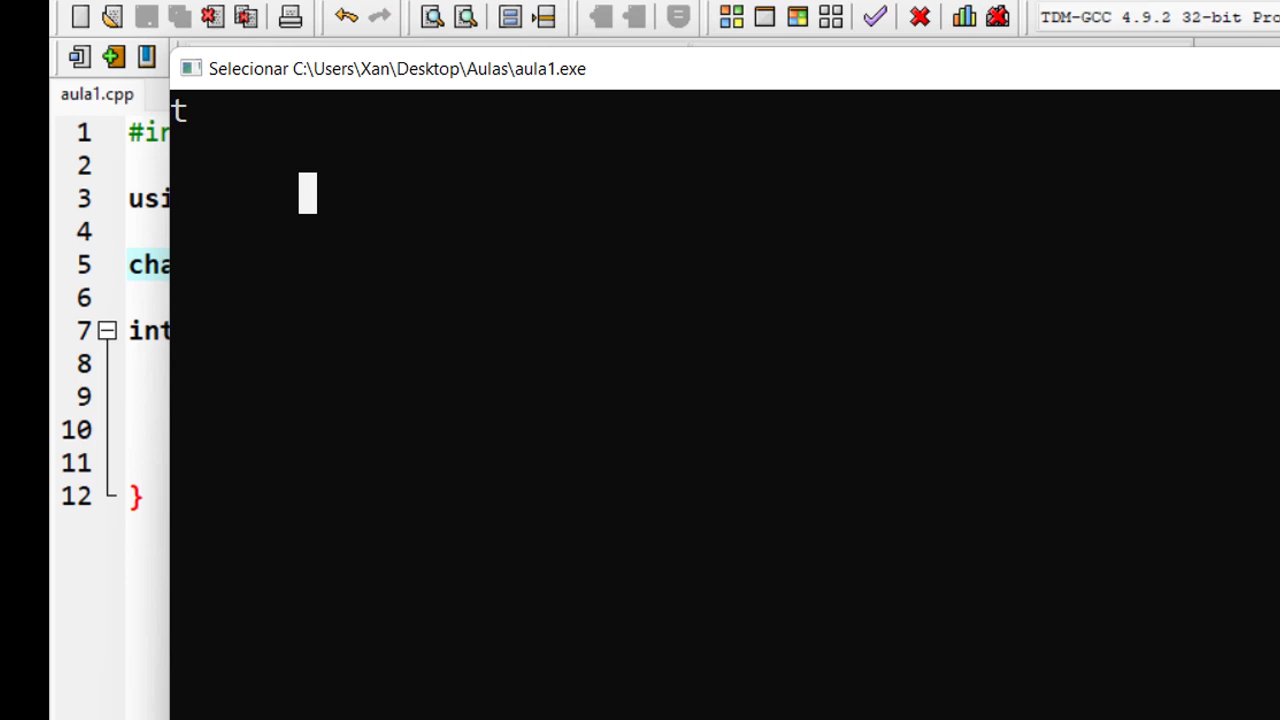 TDM-GCC 4.9.2 32-bit Pro
Selecionar C:\Users\Xan\Desktop\Aulas\aula1.exe
aula1.cpp
t
1 #in
2
3 usi
4
5 cha
6
7 int
8
9
10
11
12 }